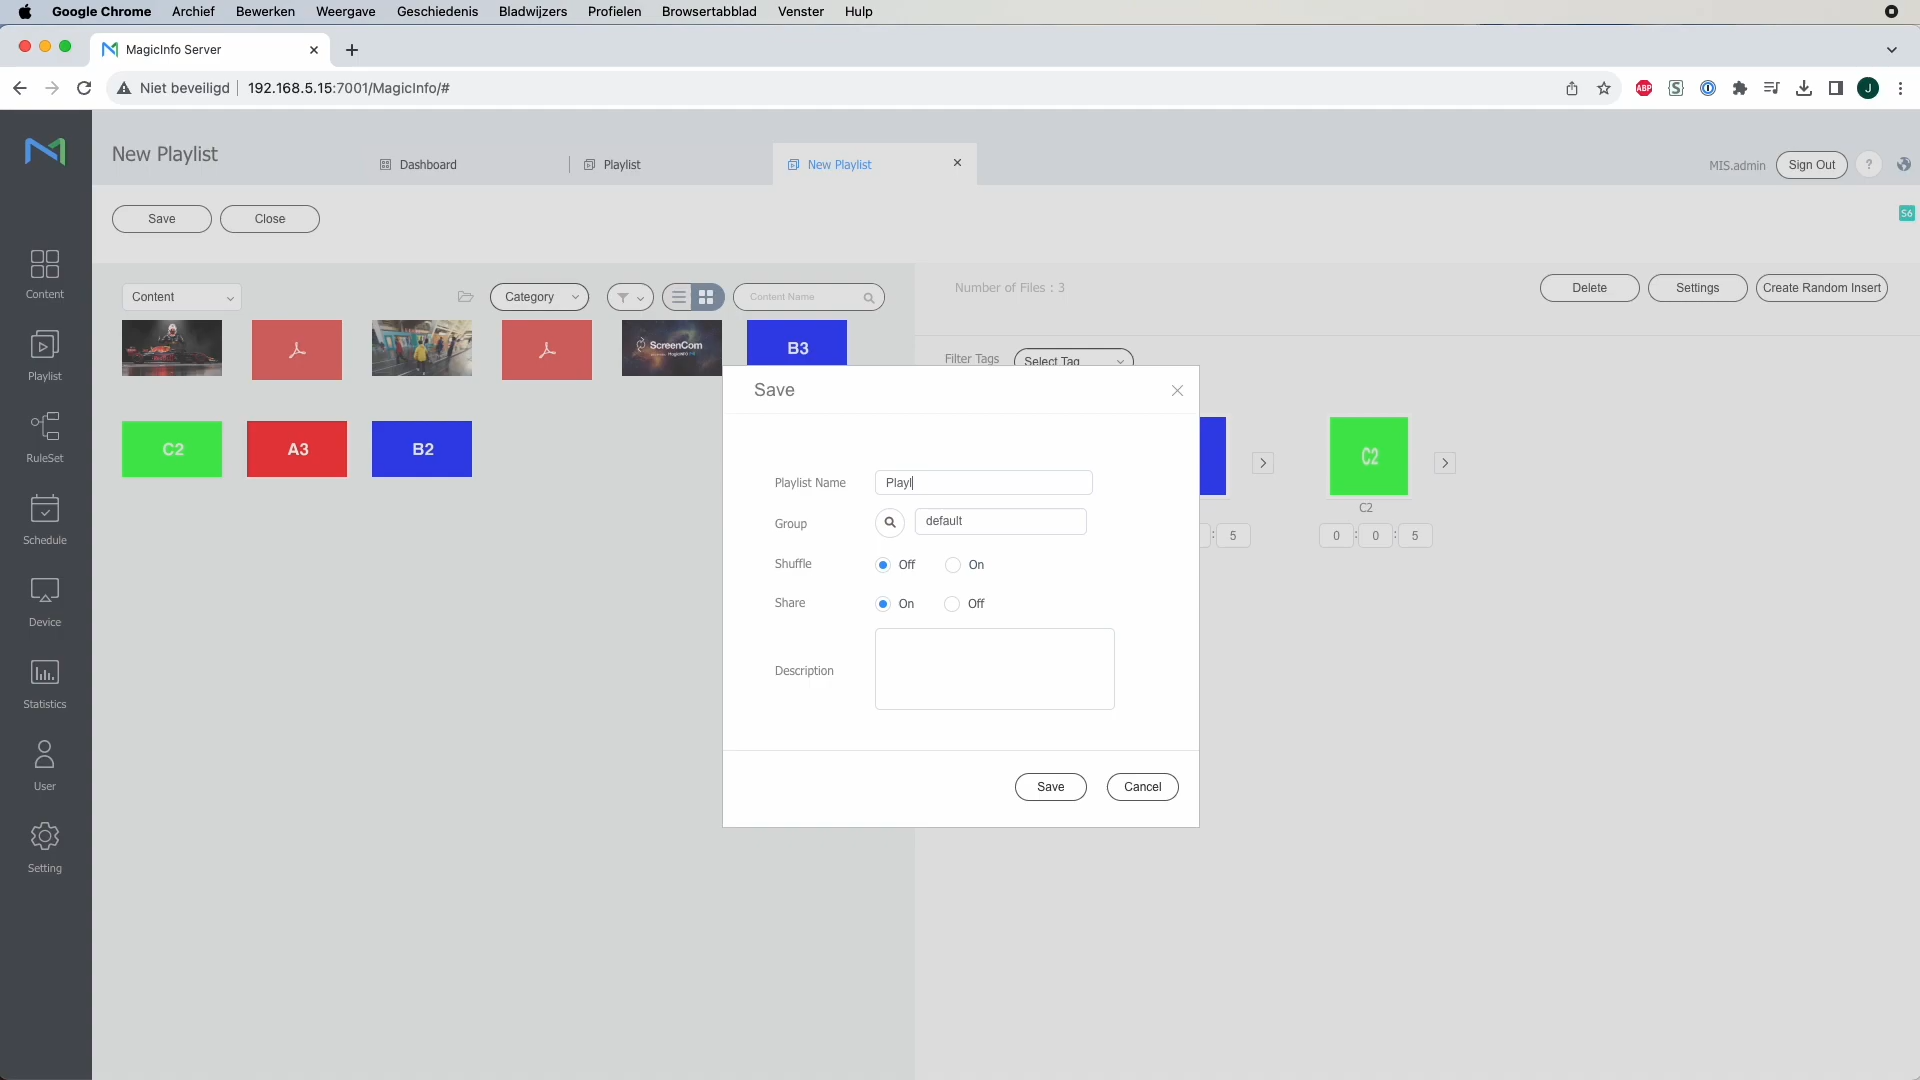 Google Chrome Archief Bewerken Weergave Geschiedenis Bladwijzers Profielen Browsertabblad Venster Hulp
MagicInfo Server
Niet beveiligd 192.168.5.15:7001/MagicInfo/#
ABP S J
New Playlist
Dashboard
Playlist
New Playlist
MIS.admin
Sign Out
?
Save
Close
S6
Content
Playlist
RuleSet
Schedule
Device
Statistics
User
Setting
Content
Category
Content Name
Number of Files : 3
Delete
Settings
Create Random Insert
ScreenCom
B3
C2
A3
B2
Filter Tags
Select Tag
C2
C2
: 5
0 : 0 : 5
Save
Playlist Name
Playl
Group
default
Shuffle
Off
On
Share
On
Off
Description
Save
Cancel